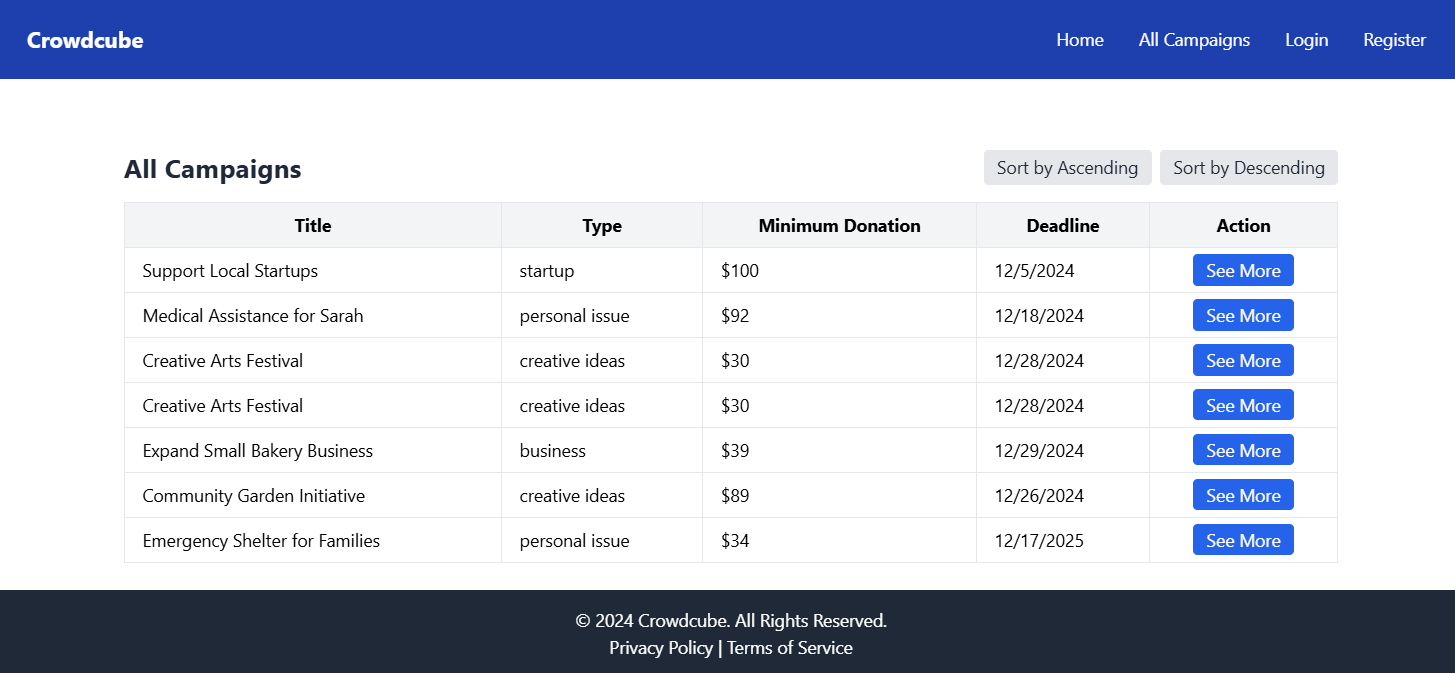 Crowdcube Home All Campaigns Login Register
All Campaigns Sort by Ascending Sort by Descending
Title Type Minimum Donation Deadline Action
Support Local Startups startup $100 12/5/2024 See More
Medical Assistance for Sarah personal issue $92 12/18/2024 See More
Creative Arts Festival creative ideas $30 12/28/2024 See More
Creative Arts Festival creative ideas $30 12/28/2024 See More
Expand Small Bakery Business business $39 12/29/2024 See More
Community Garden Initiative creative ideas $89 12/26/2024 See More
Emergency Shelter for Families personal issue $34 12/17/2025 See More
© 2024 Crowdcube. All Rights Reserved.
Privacy Policy | Terms of Service